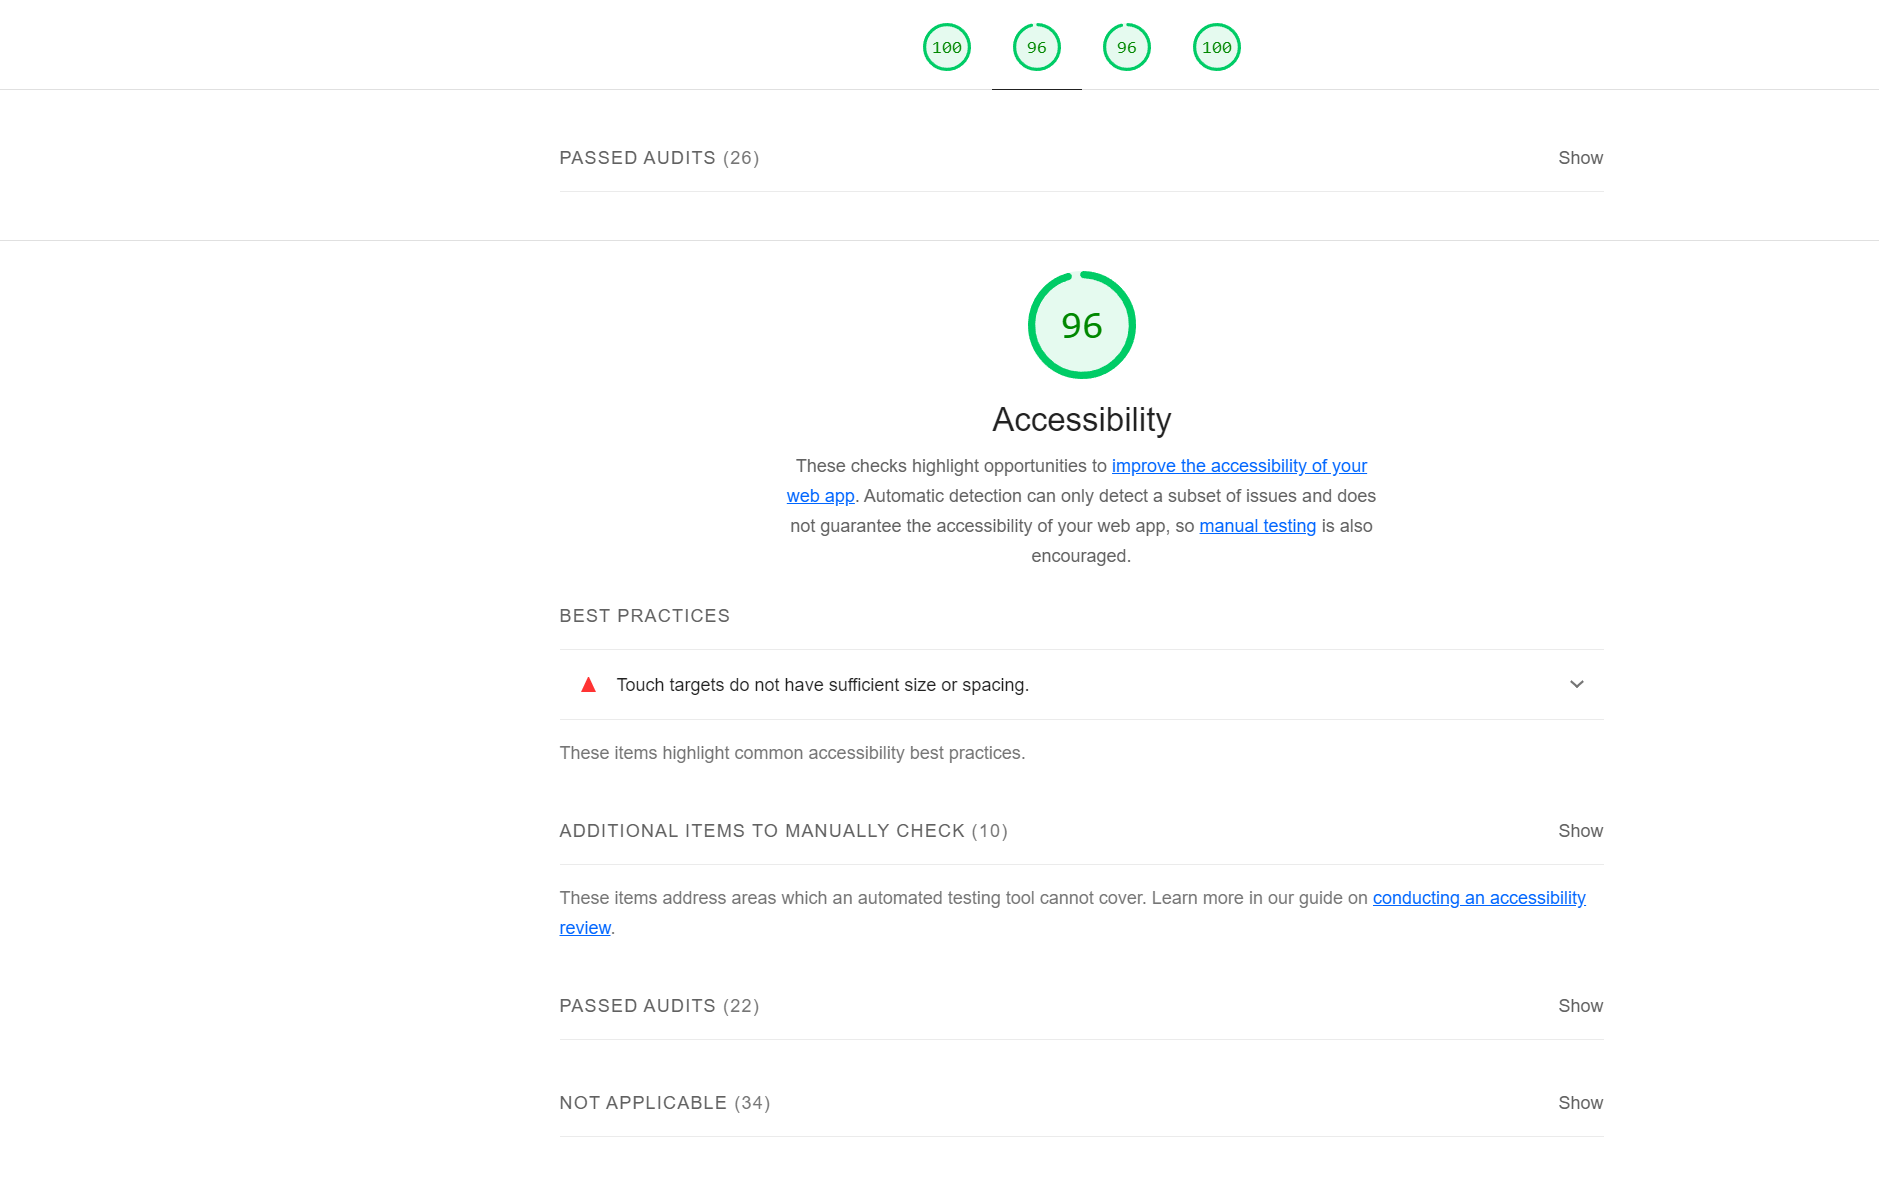 100 96 96 100
PASSED AUDITS (26) Show
96
Accessibility
These checks highlight opportunities to improve the accessibility of your
web app. Automatic detection can only detect a subset of issues and does
not guarantee the accessibility of your web app, so manual testing is also
encouraged.
BEST PRACTICES
Touch targets do not have sufficient size or spacing.
These items highlight common accessibility best practices.
ADDITIONAL ITEMS TO MANUALLY CHECK (10) Show
These items address areas which an automated testing tool cannot cover. Learn more in our guide on conducting an accessibility
review.
PASSED AUDITS (22) Show
NOT APPLICABLE (34) Show